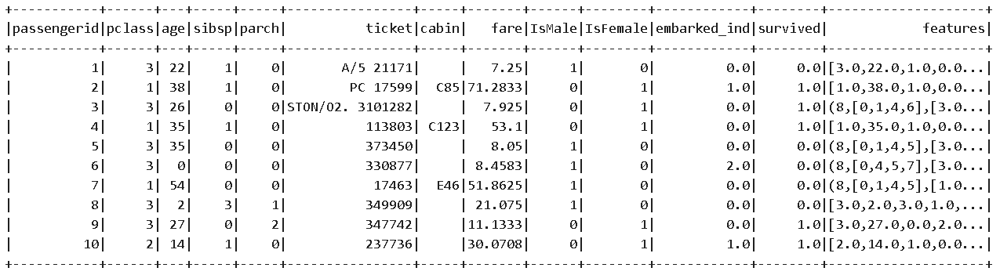 +-----------+------+---+-----+-----+----------------+-----+-------+------+--------+------------+--------+--------------------+
|passengerid|pclass|age|sibsp|parch|          ticket|cabin|   fare|IsMale|IsFemale|embarked_ind|survived|            features|
+-----------+------+---+-----+-----+----------------+-----+-------+------+--------+------------+--------+--------------------+
|          1|     3| 22|    1|    0|       A/5 21171|     |   7.25|     1|       0|         0.0|     0.0|[3.0,22.0,1.0,0.0...|
|          2|     1| 38|    1|    0|        PC 17599|  C85|71.2833|     0|       1|         1.0|     1.0|[1.0,38.0,1.0,0.0...|
|          3|     3| 26|    0|    0|STON/O2. 3101282|     |  7.925|     0|       1|         0.0|     1.0|(8,[0,1,4,6],[3.0...|
|          4|     1| 35|    1|    0|          113803| C123|   53.1|     0|       1|         0.0|     1.0|[1.0,35.0,1.0,0.0...|
|          5|     3| 35|    0|    0|          373450|     |   8.05|     1|       0|         0.0|     0.0|(8,[0,1,4,5],[3.0...|
|          6|     3|  0|    0|    0|          330877|     | 8.4583|     1|       0|         2.0|     0.0|(8,[0,4,5,7],[3.0...|
|          7|     1| 54|    0|    0|           17463|  E46|51.8625|     1|       0|         0.0|     0.0|(8,[0,1,4,5],[1.0...|
|          8|     3|  2|    3|    1|          349909|     | 21.075|     1|       0|         0.0|     0.0|[3.0,2.0,3.0,1.0,...|
|          9|     3| 27|    0|    2|          347742|     |11.1333|     0|       1|         0.0|     1.0|[3.0,27.0,0.0,2.0...|
|         10|     2| 14|    1|    0|          237736|     |30.0708|     0|       1|         1.0|     1.0|[2.0,14.0,1.0,0.0...|
+-----------+------+---+-----+-----+----------------+-----+-------+------+--------+------------+--------+--------------------+